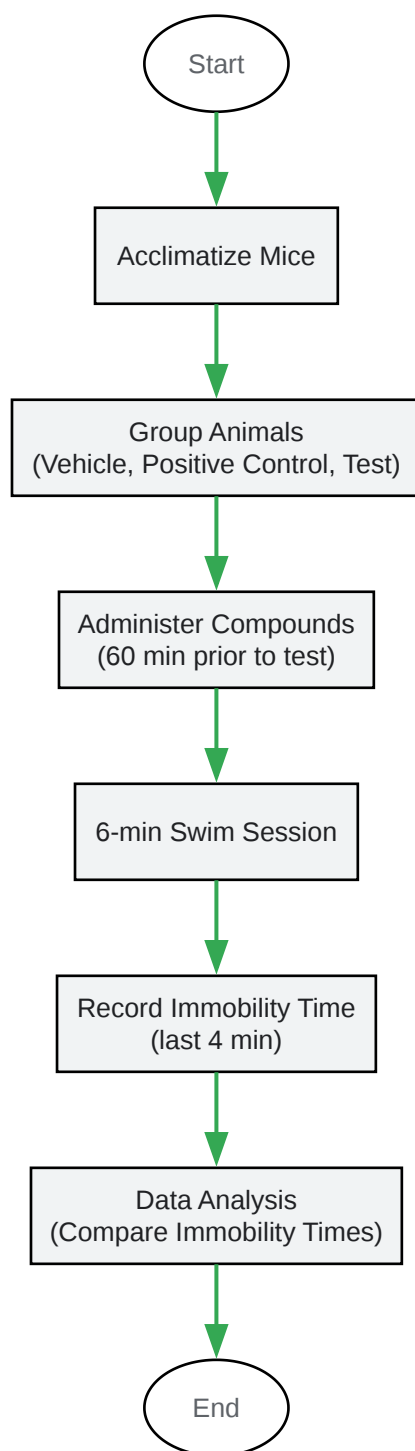 Start
Acclimatize Mice
Group Animals
(Vehicle, Positive Control, Test)
Administer Compounds
(60 min prior to test)
6-min Swim Session
Record Immobility Time
(last 4 min)
Data Analysis
(Compare Immobility Times)
End